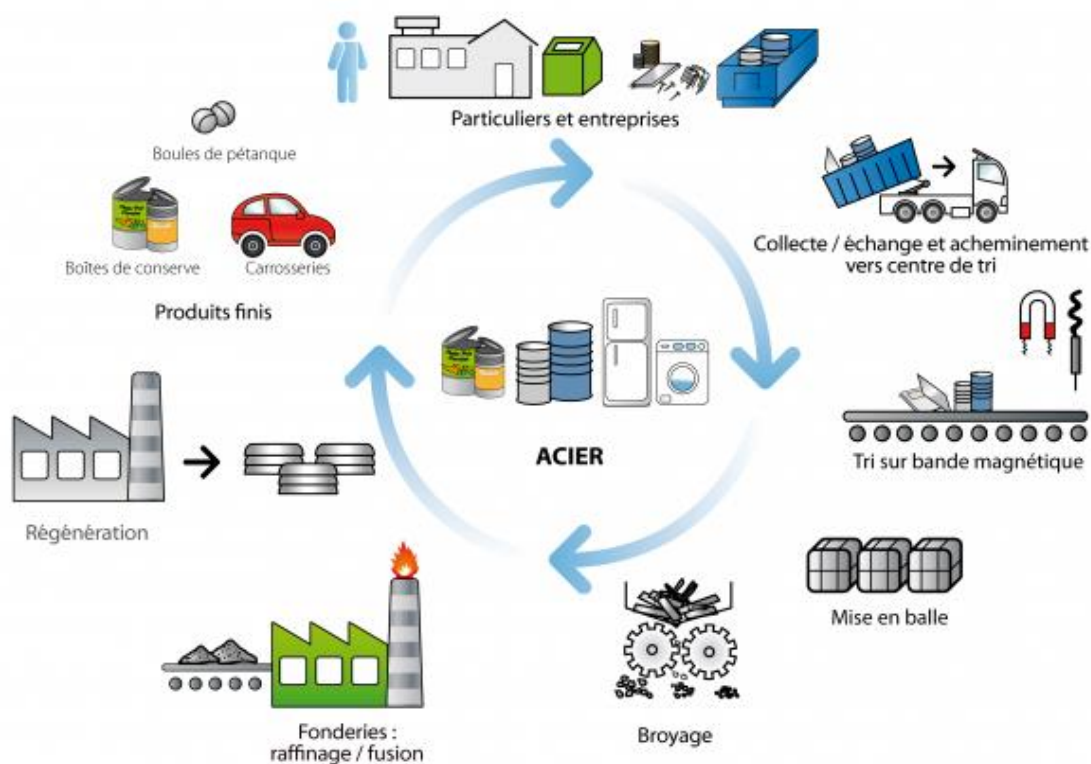 Particuliers et entreprises
Collecte / échange et acheminement
vers centre de tri
Tri sur bande magnétique
Mise en balle
Broyage
Fonderies :
raffinage / fusion
Régénération
Produits finis
Boîtes de conserve
Carrosseries
Boules de pétanque
ACIER